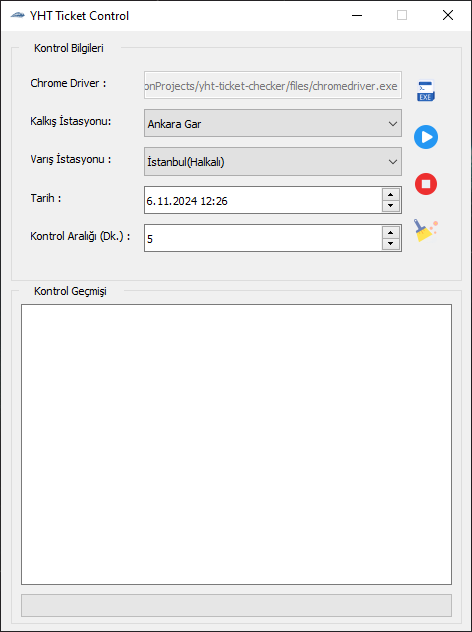 YHT Ticket Control
Kontrol Bilgileri
Chrome Driver :
onProjects/yht-ticket-checker/files/chromedriver.exe
EXE
Kalkış İstasyonu:
Ankara Gar
Varış İstasyonu :
İstanbul(Halkalı)
Tarih :
6.11.2024 12:26
Kontrol Aralığı (Dk.) :
5
Kontrol Geçmişi